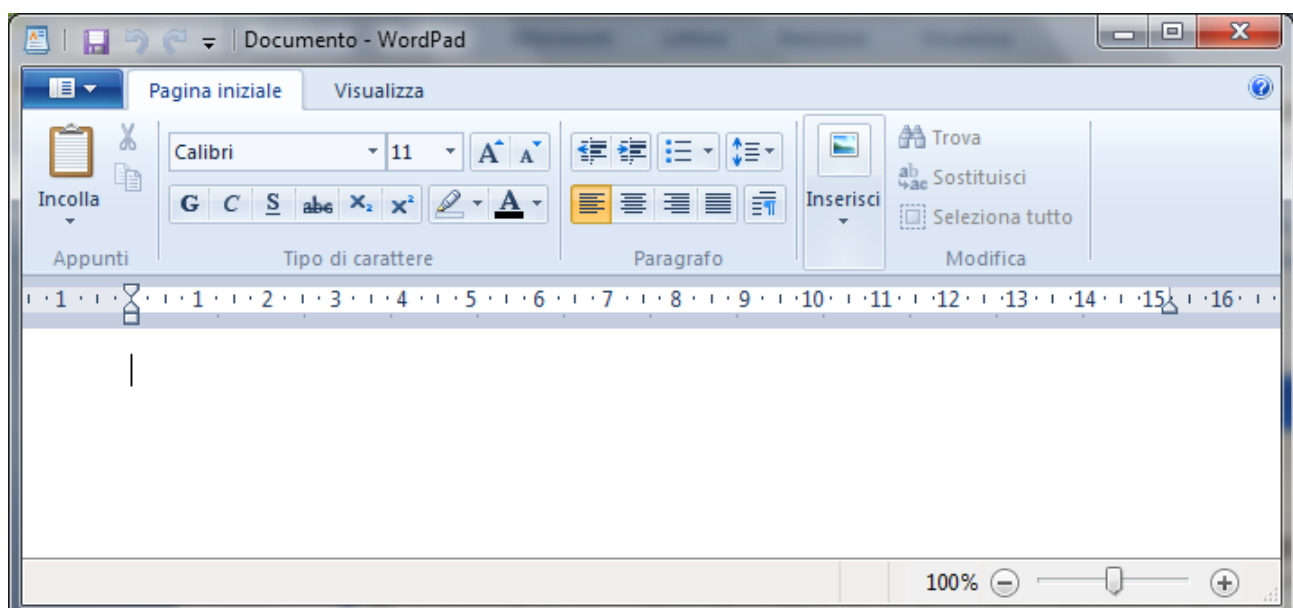 Documento - WordPad
Pagina iniziale Visualizza
Calibri 11 A A Trova
Sostituisci
Incolla G C S abc X₂ x² A Inserisci
Seleziona tutto
Appunti Tipo di carattere Paragrafo Modifica
1 1 2 3 4 5 6 7 8 9 10 11 12 13 14 15 16
100%